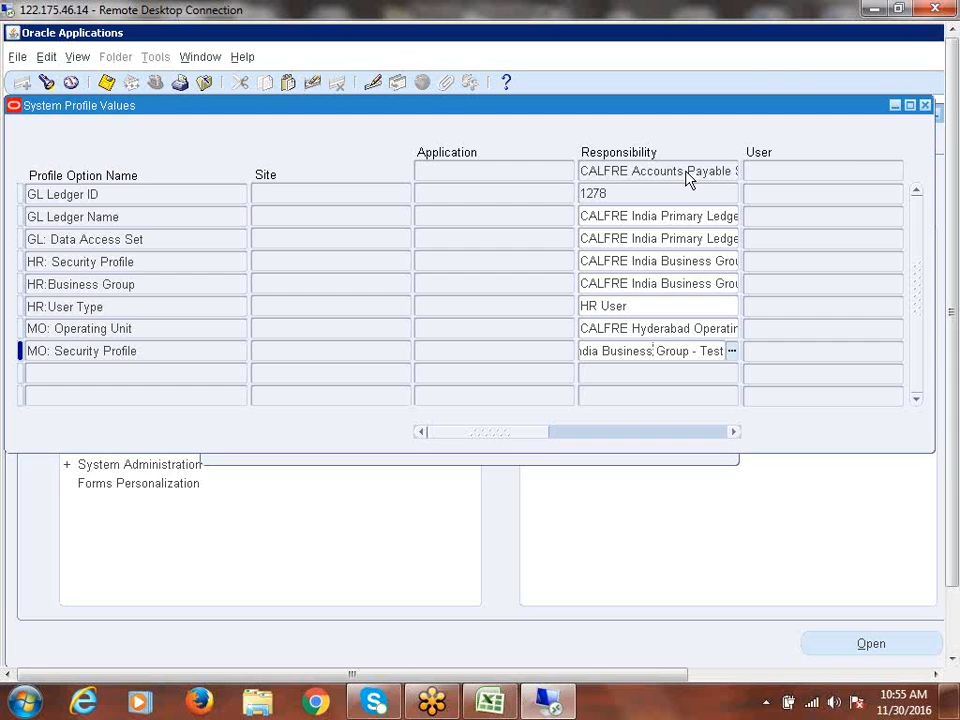 122.175.46.14 - Remote Desktop Connection
Oracle Applications
File Edit View Folder Tools Window Help
System Profile Values
Application Responsibility User
Profile Option Name Site
CALFRE Accounts Payable S
GL Ledger ID 1278
GL Ledger Name CALFRE India Primary Ledge
GL: Data Access Set CALFRE India Primary Ledge
HR: Security Profile CALFRE India Business Grou
HR:Business Group CALFRE India Business Grou
HR:User Type HR User
MO: Operating Unit CALFRE Hyderabad Operatin
MO: Security Profile ndia Business Group - Test ...
+ System Administration
Forms Personalization
Open
10:55 AM
11/30/2016